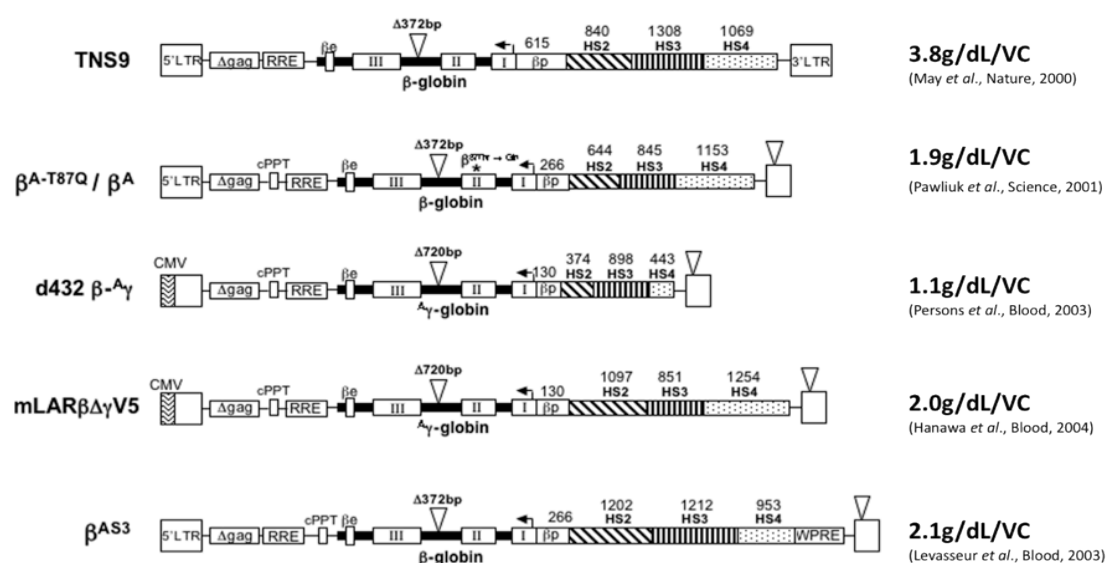 Δ372bp 840 1308 1069
βe 615 HS2 HS3 HS4
TNS9 5'LTR Δgag RRE III II I βp 3'LTR 3.8g/dL/VC
β-globin (May et al., Nature, 2000)
Δ372bp 644 845 1153
cPPT βe 266 HS2 HS3 HS4 1.9g/dL/VC
βA-T87Q / βA 5'LTR Δgag RRE III II I βp (Pawliuk et al., Science, 2001)
β-globin
Δ720bp 374 898 443
CMV cPPT βe 130 HS2 HS3 HS4
d432 β-Aγ Δgag RRE III II I βp 1.1g/dL/VC
Aγ-globin (Persons et al., Blood, 2003)
Δ720bp 1097 851 1254
CMV cPPT βe 130 HS2 HS3 HS4
mLARβΔγV5 Δgag RRE III II I βp 2.0g/dL/VC
Aγ-globin (Hanawa et al., Blood, 2004)
Δ372bp 1202 1212 953
cPPT βe 266 HS2 HS3 HS4
βAS3 5'LTR Δgag RRE III II I βp WPRE 2.1g/dL/VC
β-globin (Levasseur et al., Blood, 2003)